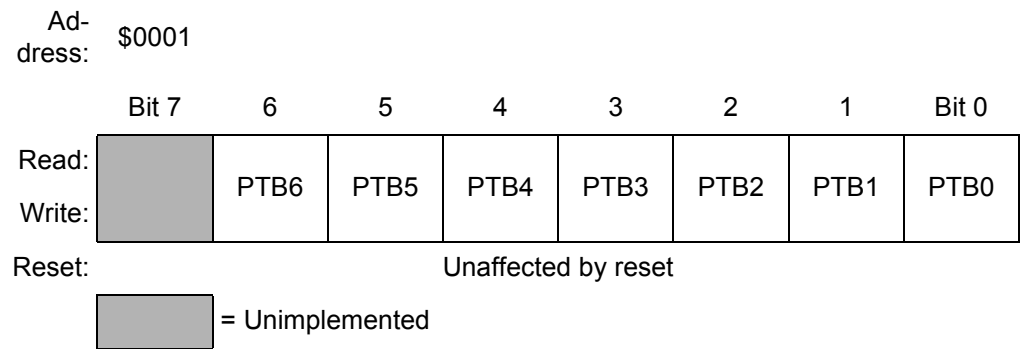 Ad-
dress: $0001
Bit 7 6 5 4 3 2 1 Bit 0
Read:
PTB6 PTB5 PTB4 PTB3 PTB2 PTB1 PTB0
Write:
Reset: Unaffected by reset
= Unimplemented